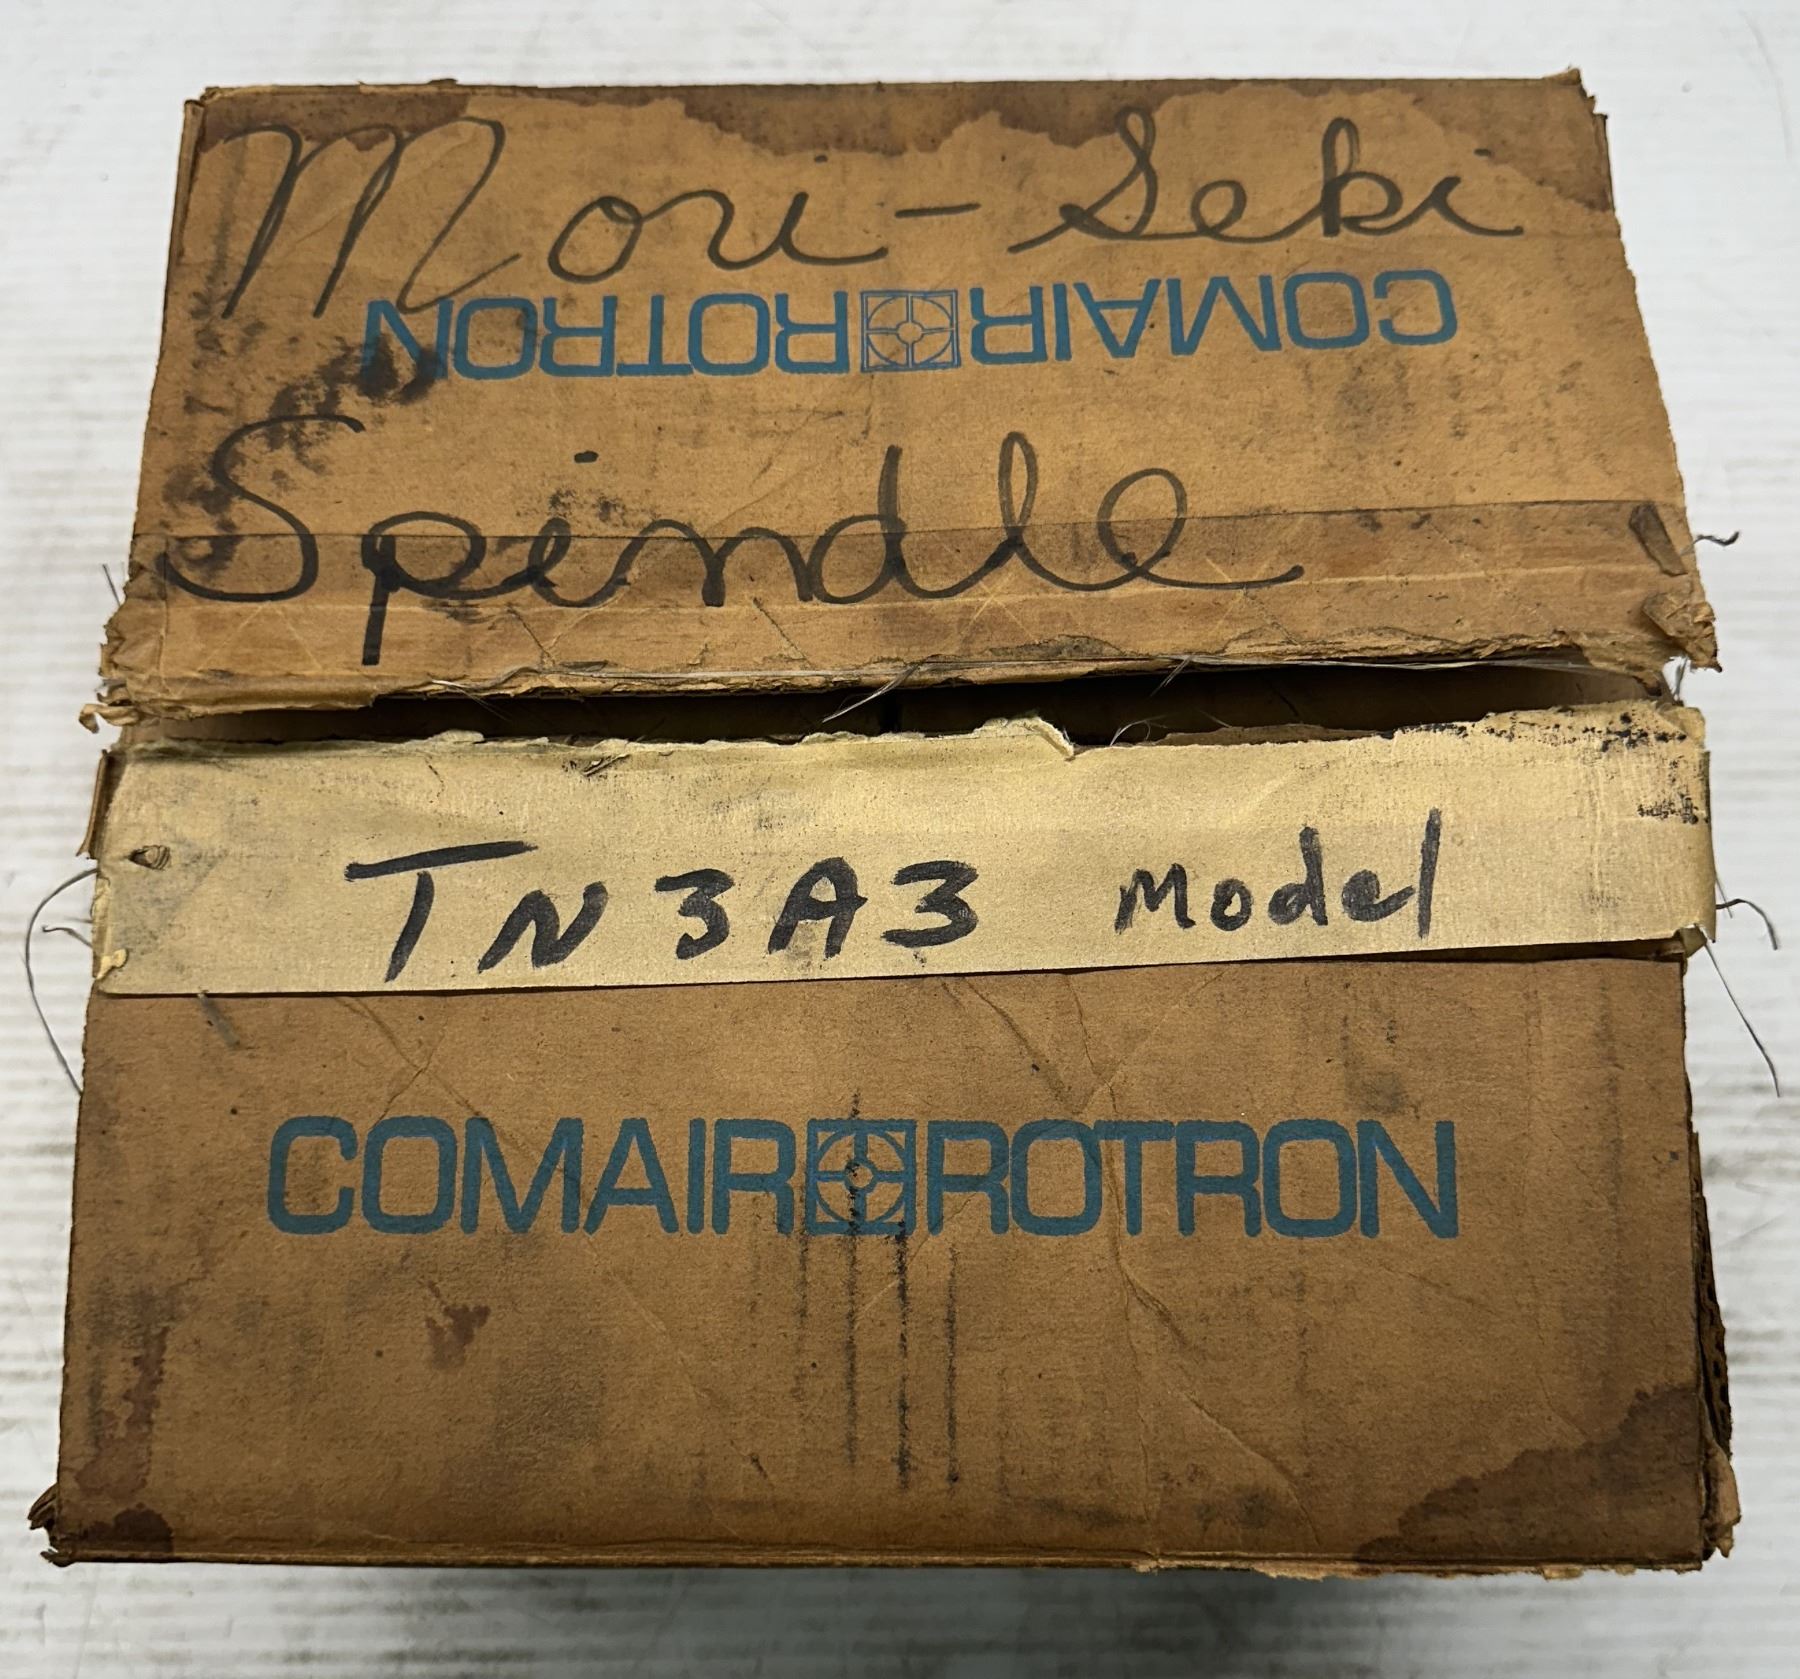 Mori-Seki
COMAIR ROTRON
Spindle
TN3A3 Model
COMAIR ROTRON